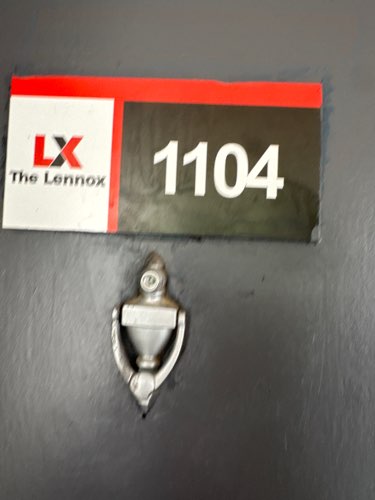 LX
The Lennox
1104